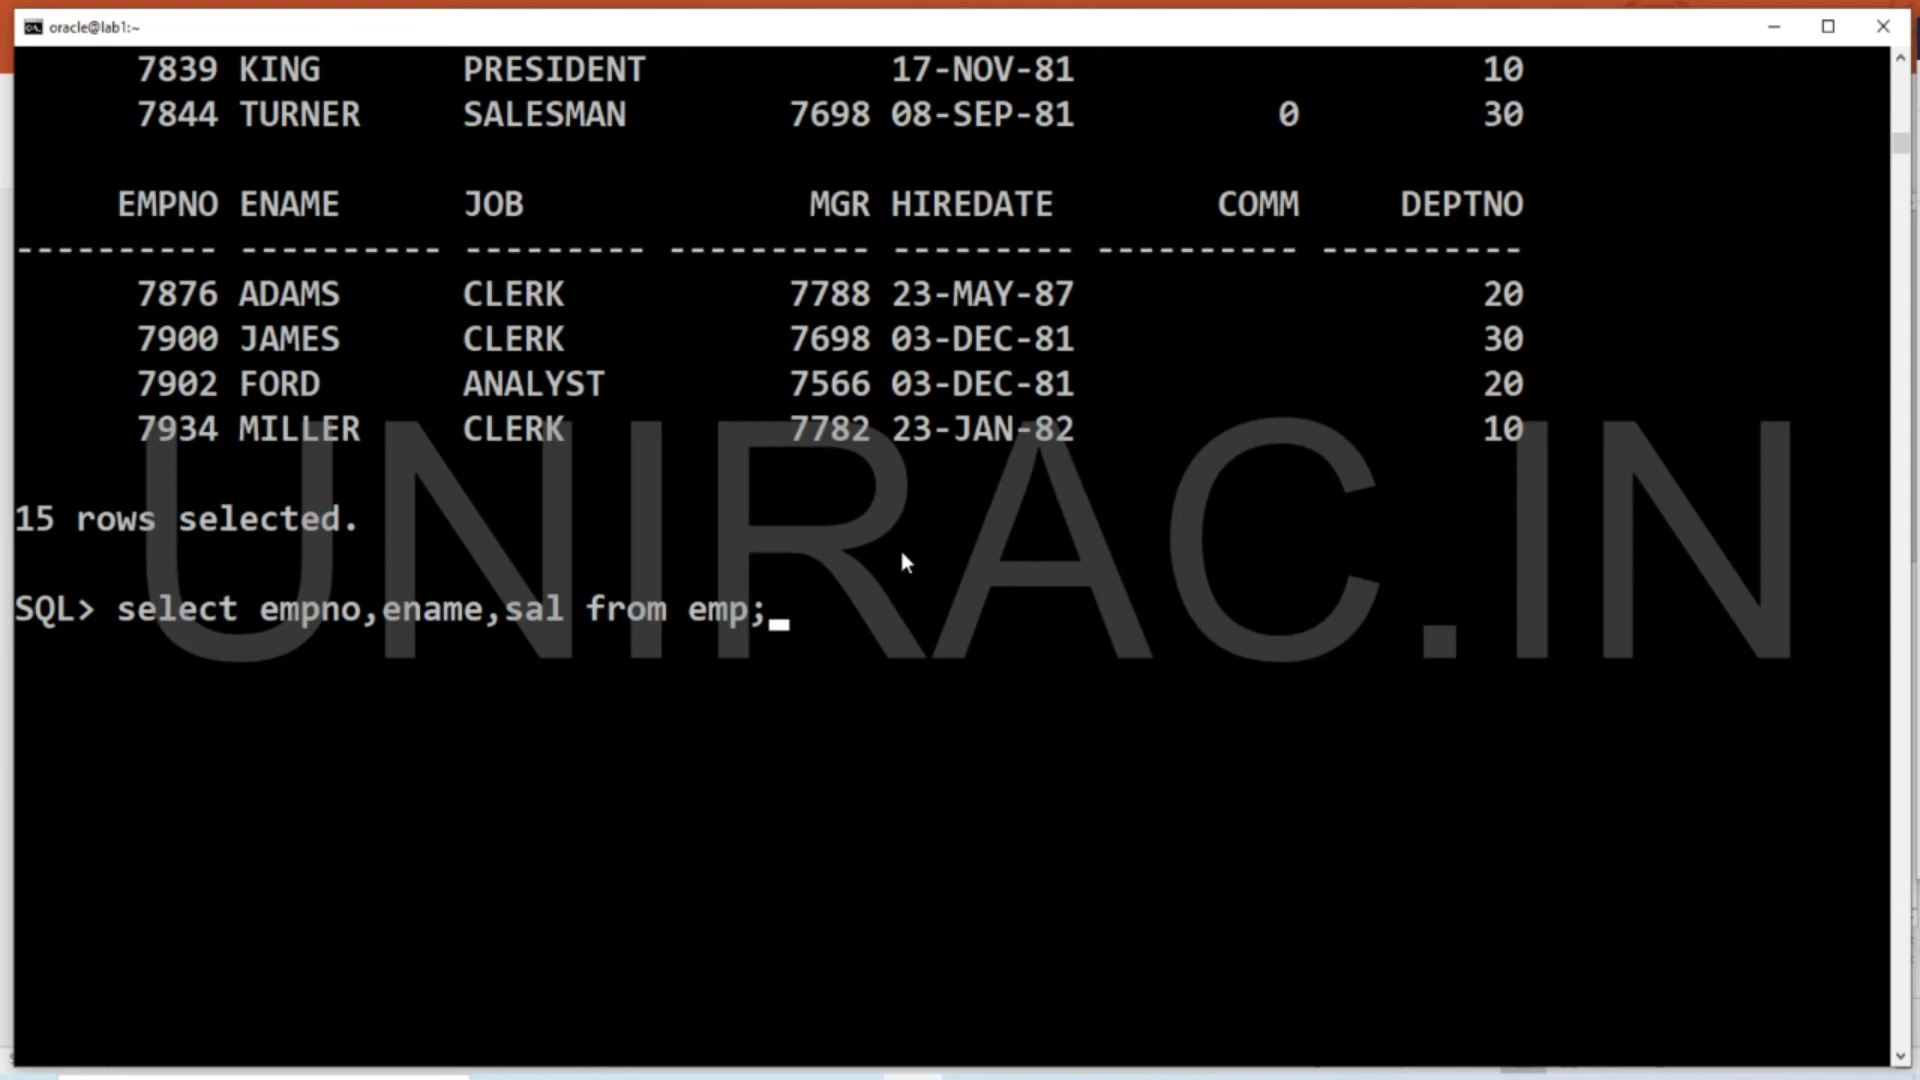 oracle@lab1:~
7839 KING PRESIDENT 17-NOV-81 10
7844 TURNER SALESMAN 7698 08-SEP-81 0 30
EMPNO ENAME JOB MGR HIREDATE COMM DEPTNO
---------- ---------- --------- ---------- --------- ---------- ----------
7876 ADAMS CLERK 7788 23-MAY-87 20
7900 JAMES CLERK 7698 03-DEC-81 30
7902 FORD ANALYST 7566 03-DEC-81 20
7934 MILLER CLERK 7782 23-JAN-82 10
15 rows selected.
SQL> select empno,ename,sal from emp;
UNIRAC.IN